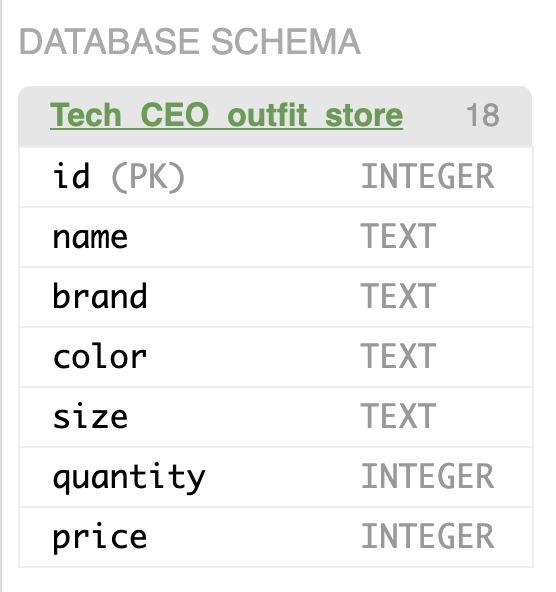 DATABASE SCHEMA
Tech_CEO_outfit_store 18
id (PK) INTEGER
name TEXT
brand TEXT
color TEXT
size TEXT
quantity INTEGER
price INTEGER